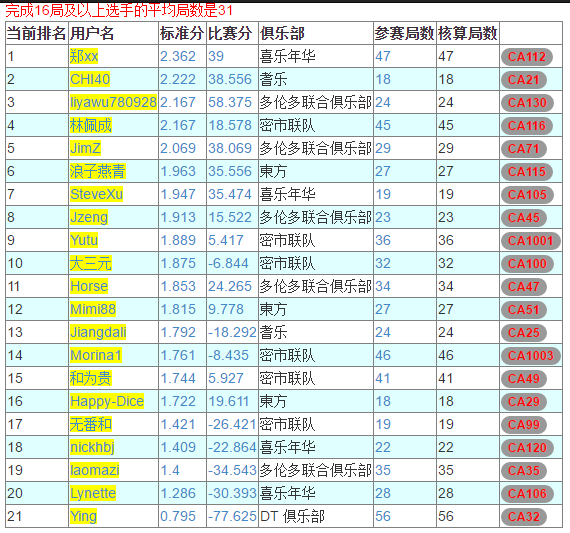 完成16局及以上选手的平均局数是31
当前排名 用户名 标准分 比赛分 俱乐部 参赛局数 核算局数
1 郑xx 2.362 39 喜乐年华 47 47 CA112
2 CHI40 2.222 38.556 耆乐 18 18 CA21
3 liyawu780928 2.167 58.375 多伦多联合俱乐部 24 24 CA130
4 林佩成 2.167 18.578 密市联队 45 45 CA116
5 JimZ 2.069 38.069 多伦多联合俱乐部 29 29 CA71
6 浪子燕青 1.963 35.556 東方 27 27 CA115
7 SteveXu 1.947 35.474 喜乐年华 19 19 CA105
8 Jzeng 1.913 15.522 多伦多联合俱乐部 23 23 CA45
9 Yutu 1.889 5.417 密市联队 36 36 CA1001
10 大三元 1.875 -6.844 密市联队 32 32 CA100
11 Horse 1.853 24.265 多伦多联合俱乐部 34 34 CA47
12 Mimi88 1.815 9.778 東方 27 27 CA51
13 Jiangdali 1.792 -18.292 耆乐 24 24 CA25
14 Morina1 1.761 -8.435 密市联队 46 46 CA1003
15 和为贵 1.744 5.927 密市联队 41 41 CA49
16 Happy-Dice 1.722 19.611 東方 18 18 CA29
17 无番和 1.421 -26.421 密市联队 19 19 CA99
18 nickhbj 1.409 -22.864 喜乐年华 22 22 CA120
19 laomazi 1.4 -34.543 多伦多联合俱乐部 35 35 CA35
20 Lynette 1.286 -30.393 喜乐年华 28 28 CA106
21 Ying 0.795 -77.625 DT 俱乐部 56 56 CA32